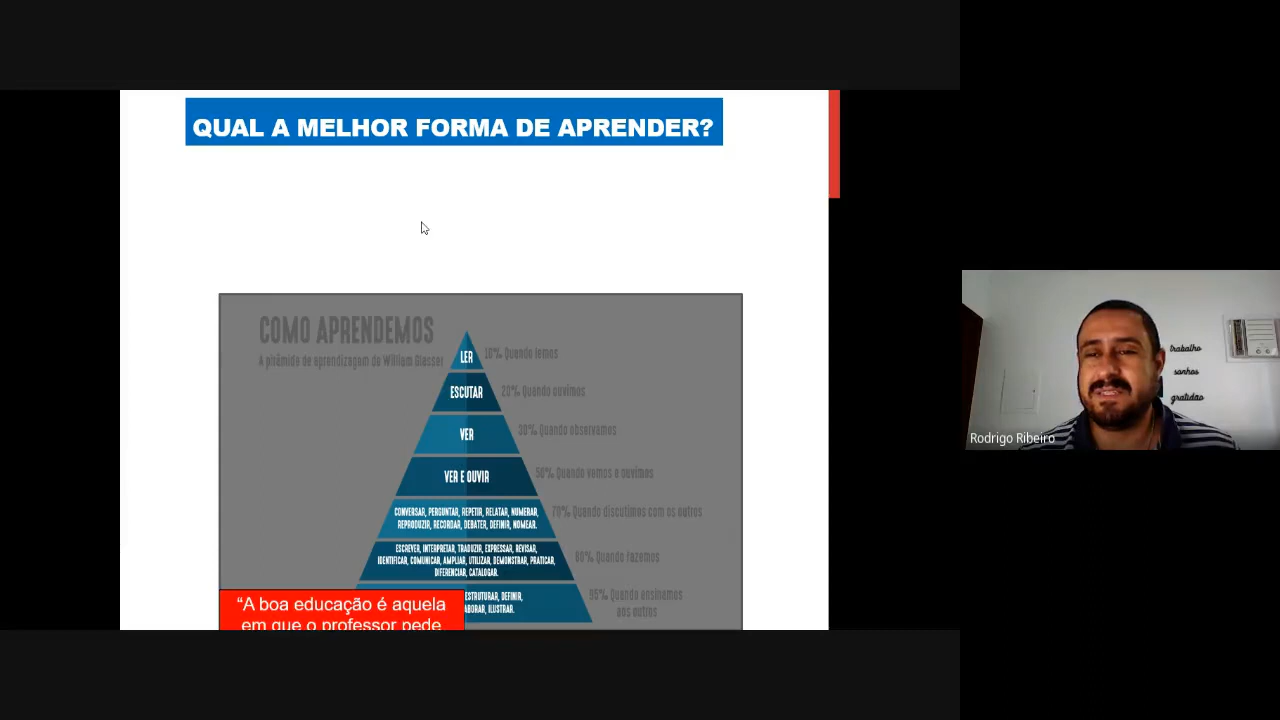 QUAL A MELHOR FORMA DE APRENDER?
COMO APRENDEMOS
A pirâmide de aprendizagem de William Glasser
LER
10% Quando lemos
ESCUTAR
20% Quando ouvimos
VER
30% Quando observamos
VER E OUVIR
50% Quando vemos e ouvimos
CONVERSAR, PERGUNTAR, REPETIR, RELATAR, NUMERAR,
REPRODUZIR, RECORDAR, DEBATER, DEFINIR, NOMEAR.
70% Quando discutimos com os outros
ESCREVER, INTERPRETAR, TRADUZIR, EXPRESSAR, REVISAR,
IDENTIFICAR, COMUNICAR, AMPLIAR, UTILIZAR, DEMONSTRAR, PRATICAR,
DIFERENCIAR, CATALOGAR.
80% Quando fazemos
ESTRUTURAR, DEFINIR,
ILUSTRAR.
95% Quando ensinamos
aos outros
“A boa educação é aquela
em que o professor pede
trabalho
sonhos
gratidão
Rodrigo Ribeiro